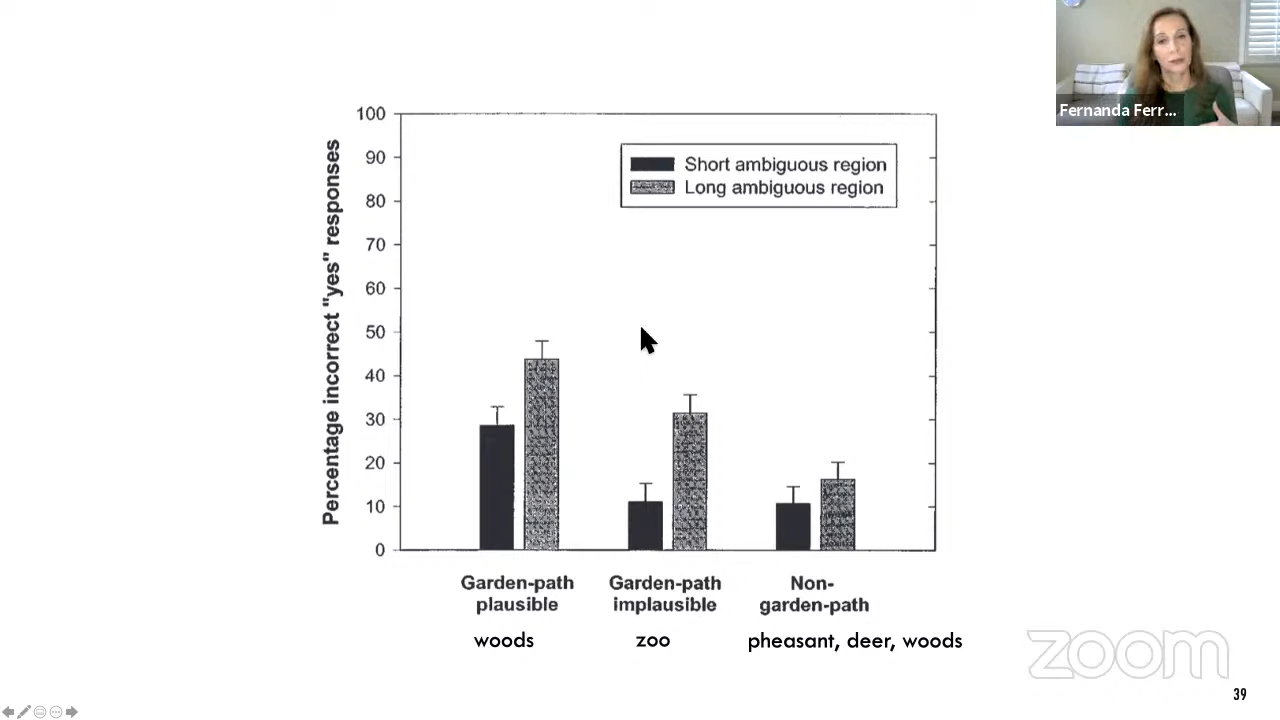 Fernanda Ferr...
100
90
80
70
60
50
40
30
20
10
0
Percentage incorrect "yes" responses
Short ambiguous region
Long ambiguous region
Garden-path
plausible
Garden-path
implausible
Non-
garden-path
woods
zoo
pheasant, deer, woods
zoom
39